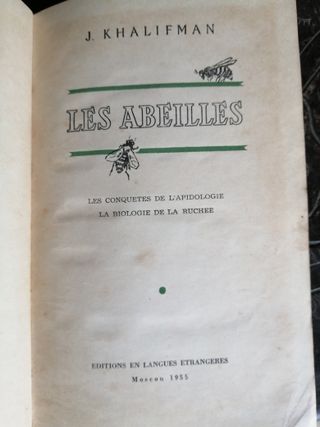 J. KHALIFMAN
LES ABEILLES
LES CONQUETES DE L'APIDOLOGIE
LA BIOLOGIE DE LA RUCHEE
EDITIONS EN LANGUES ETRANGERES
Moscou 1955